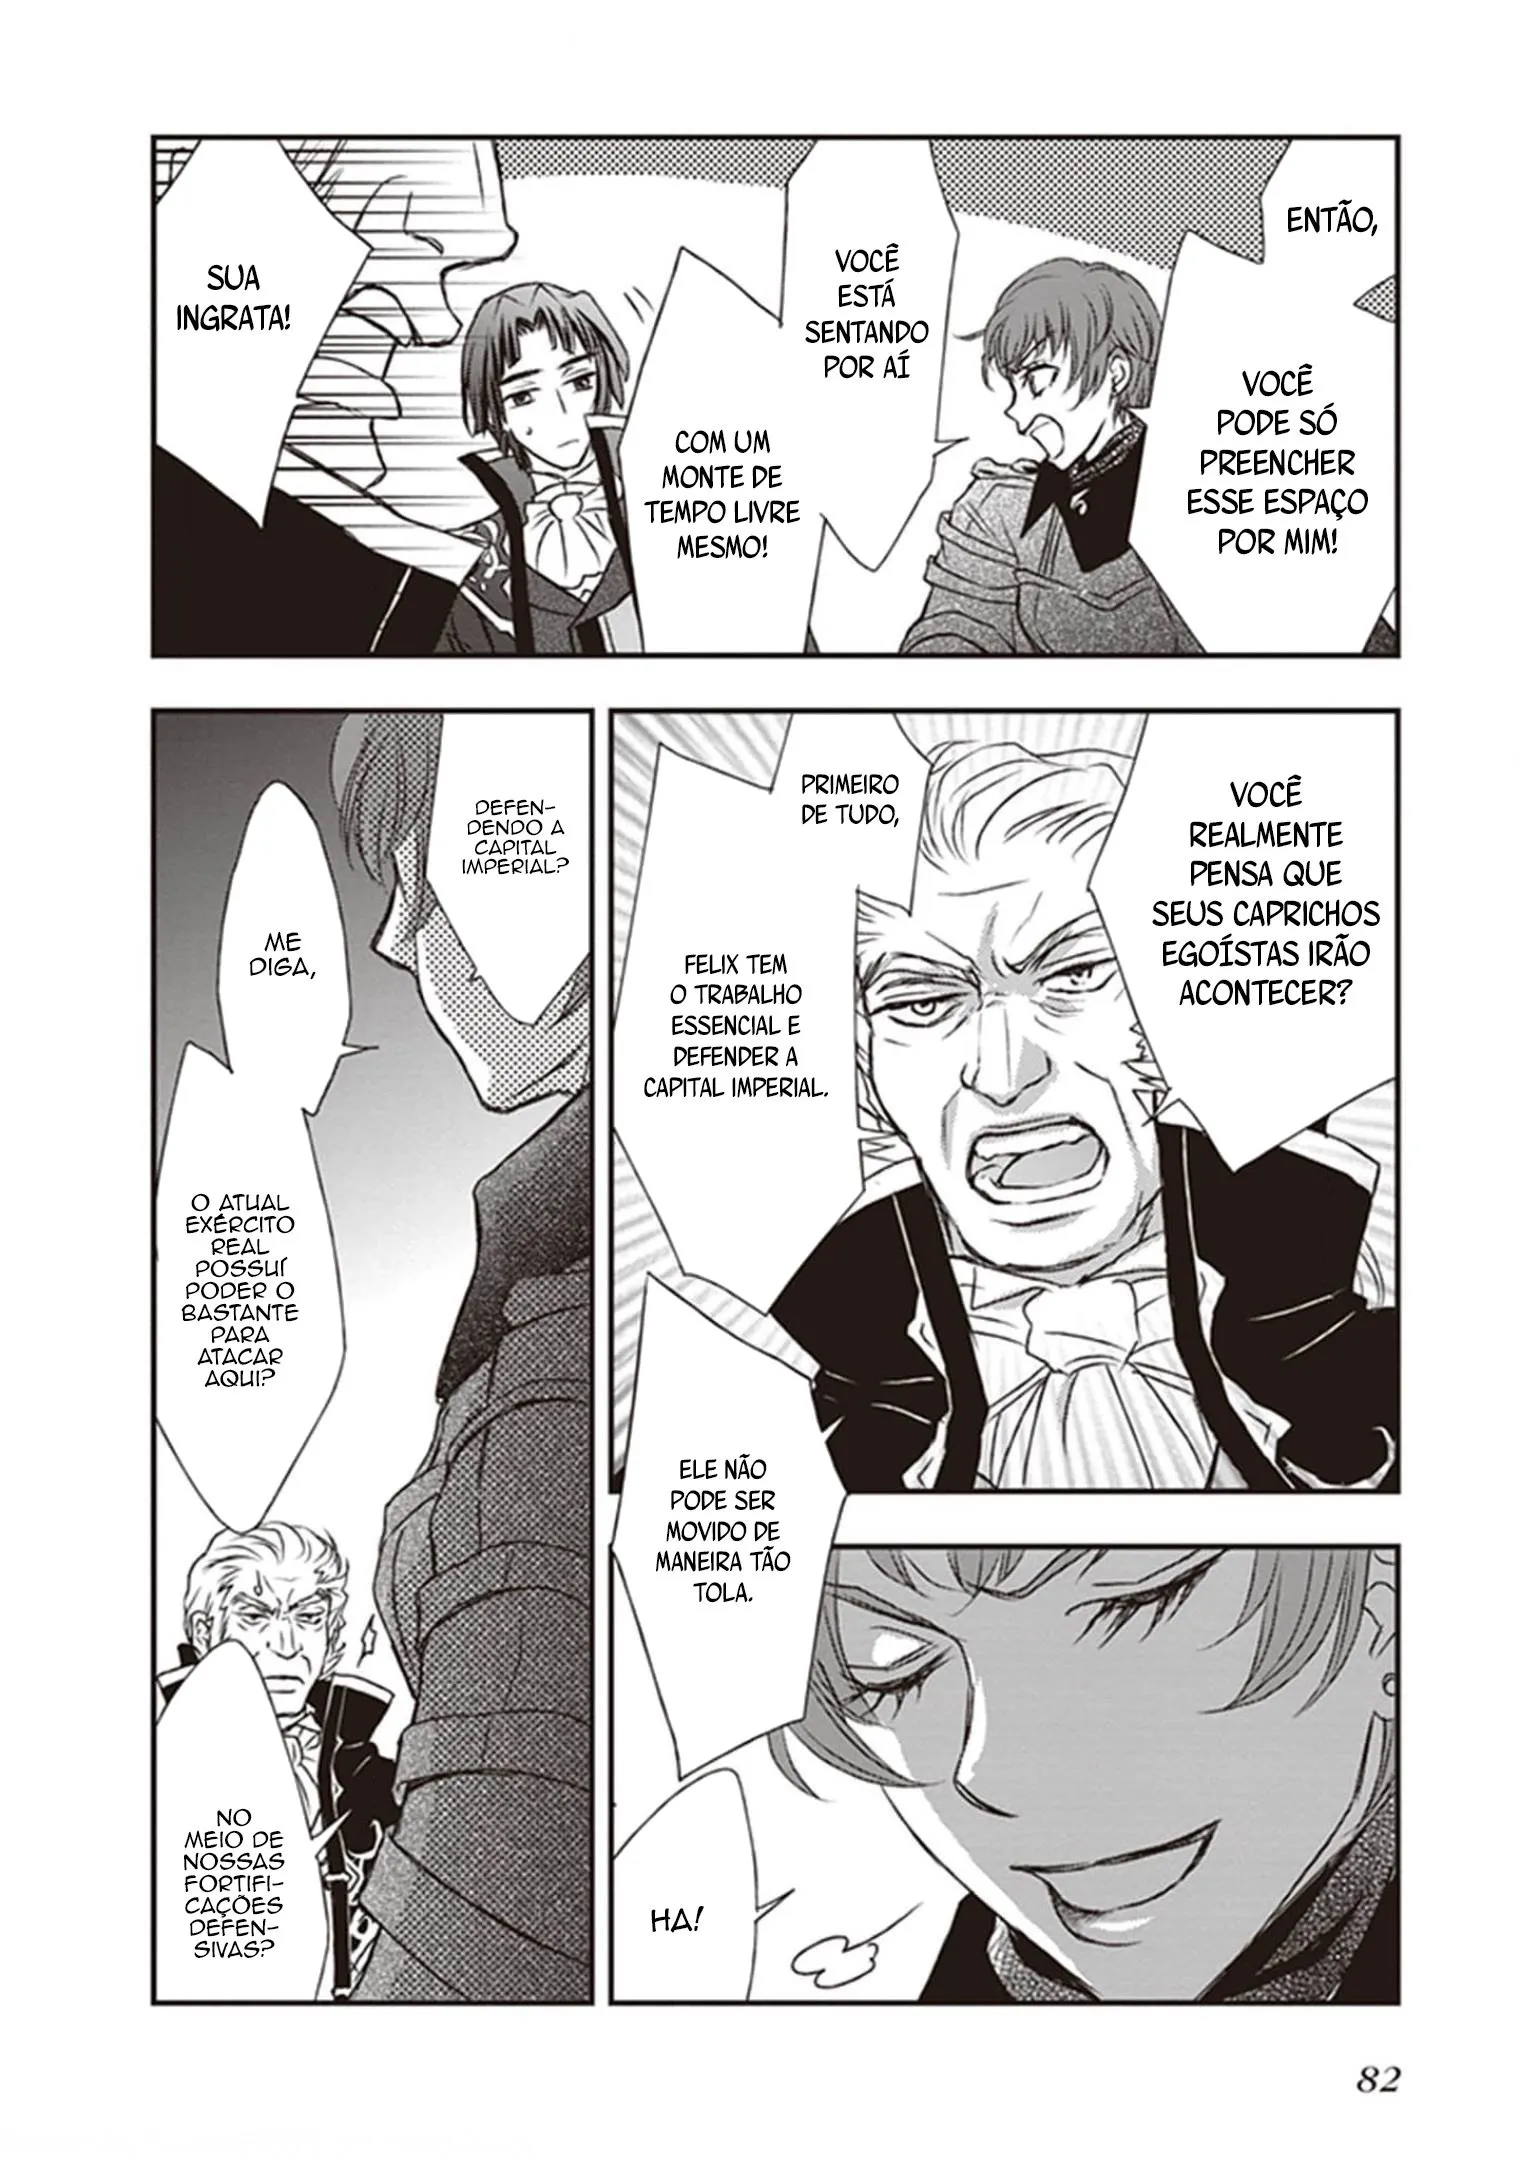 ENTÃO,
VOCÊ
PODE SÓ
PREENCHER
ESSE ESPAÇO
POR MIM!
VOCÊ
ESTÁ
SENTANDO
POR AÍ
COM UM
MONTE DE
TEMPO LIVRE
MESMO!
SUA
INGRATA!
VOCÊ
REALMENTE
PENSA QUE
SEUS CAPRICHOS
EGOÍSTAS IRÃO
ACONTECER?
PRIMEIRO
DE TUDO,
FELIX TEM
O TRABALHO
ESSENCIAL E
DEFENDER A
CAPITAL IMPERIAL.
ELE NÃO
PODE SER
MOVIDO DE
MANEIRA TÃO
TOLA.
HA!
DEFEN-
DENDO A
CAPITAL
IMPERIAL?
ME
DIGA,
O ATUAL
EXÉRCITO
REAL
POSSUÍ
PODER O
BASTANTE
PARA
ATACAR
AQUI?
NO
MEIO DE
NOSSAS
FORTIFI-
CAÇÕES
DEFEN-
SIVAS?
82